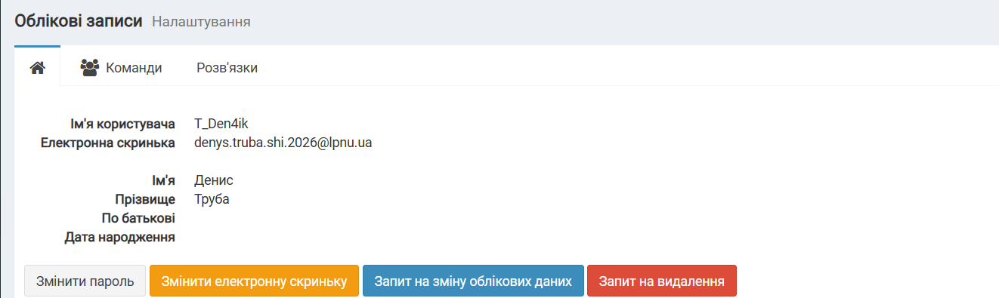 Облікові записи Налаштування
Команди Розв'язки
Ім'я користувача T_Den4ik
Електронна скринька denys.truba.shi.2026@lpnu.ua
Ім'я Денис
Прізвище Труба
По батькові
Дата народження
Змінити пароль Змінити електронну скриньку Запит на зміну облікових даних Запит на видалення